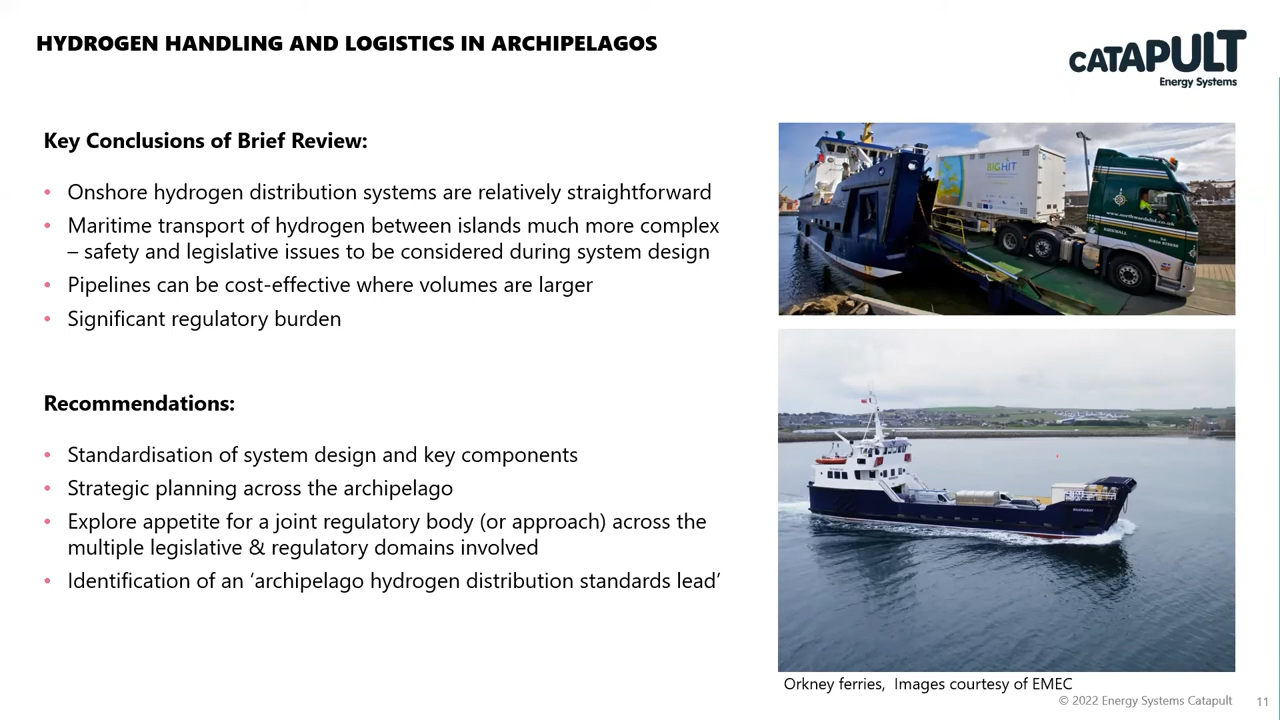 HYDROGEN HANDLING AND LOGISTICS IN ARCHIPELAGOS
CATAPULT
Energy Systems
Key Conclusions of Brief Review:
• Onshore hydrogen distribution systems are relatively straightforward
• Maritime transport of hydrogen between islands much more complex
– safety and legislative issues to be considered during system design
• Pipelines can be cost-effective where volumes are larger
• Significant regulatory burden
Recommendations:
• Standardisation of system design and key components
• Strategic planning across the archipelago
• Explore appetite for a joint regulatory body (or approach) across the
multiple legislative & regulatory domains involved
• Identification of an ‘archipelago hydrogen distribution standards lead’
BIGHIT
KIRKWALL
Orkney ferries, Images courtesy of EMEC
© 2022 Energy Systems Catapult
11